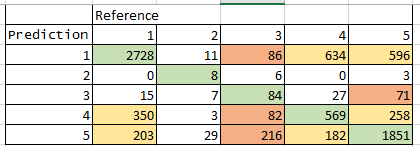 Reference
Prediction 1 2 3 4 5
1 2728 11 86 634 596
2 0 8 6 0 3
3 15 7 84 27 71
4 350 3 82 569 258
5 203 29 216 182 1851